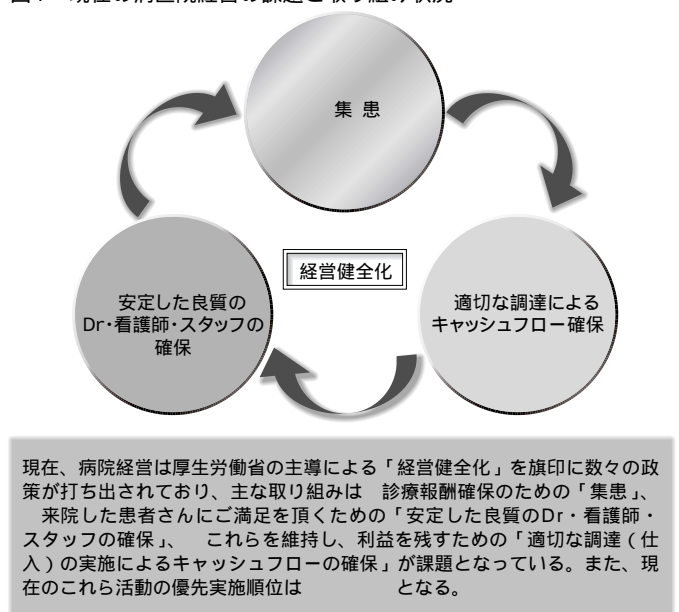 集 患
経営健全化
安定した良質の
Dr･看護師･スタッフの
確保
適切な調達による
キャッシュフロー確保
現在、病院経営は厚生労働省の主導による「経営健全化」を旗印に数々の政
策が打ち出されており、主な取り組みは　診療報酬確保のための「集患」、
　来院した患者さんにご満足を頂くための「安定した良質のDr・看護師・
スタッフの確保」、　これらを維持し、利益を残すための「適切な調達（仕
入）の実施によるキャッシュフローの確保」が課題となっている。また、現
在のこれら活動の優先実施順位は　　　　　となる。